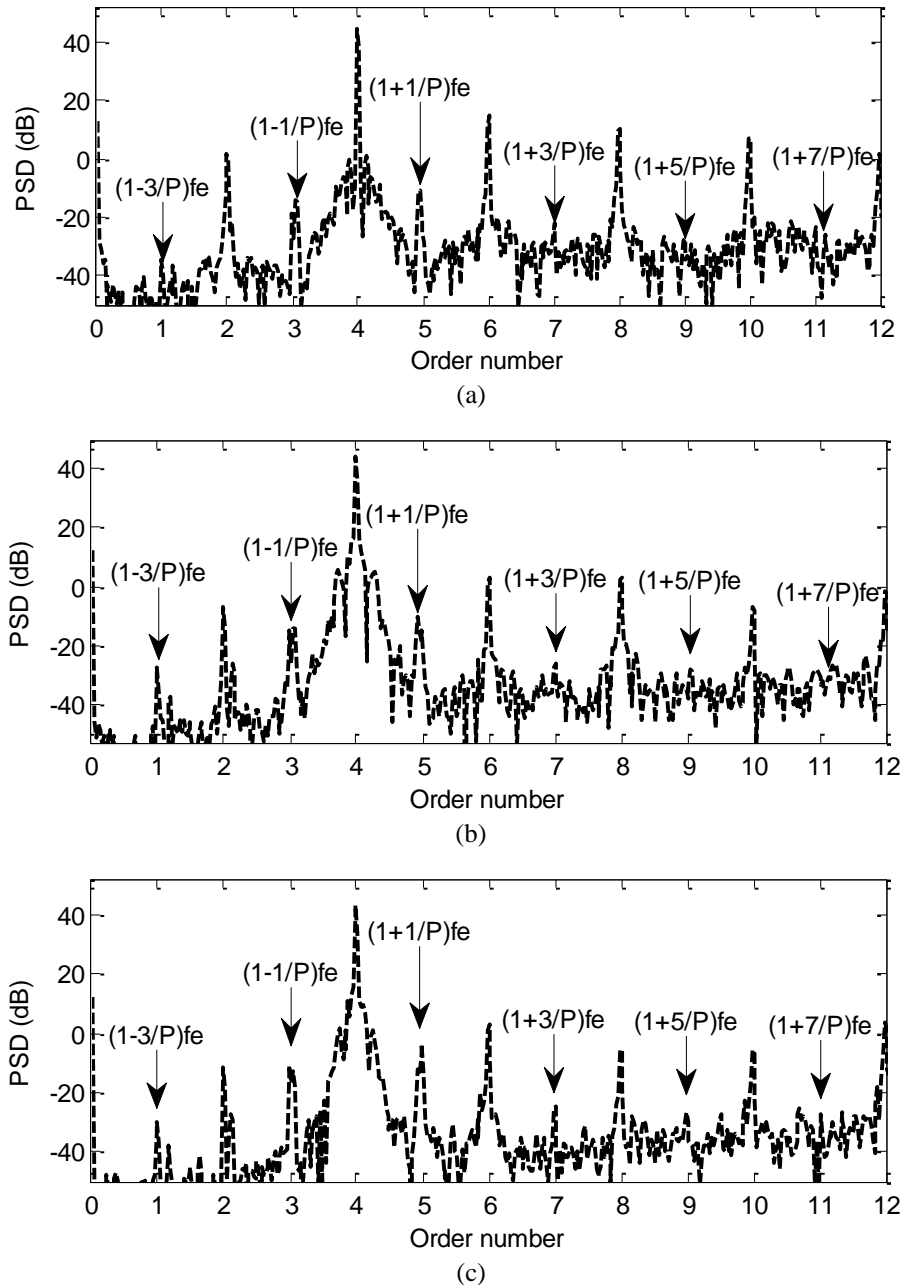 40
20
0
-20
-40
PSD (dB)
(1-3/P)fe
(1-1/P)fe
(1+1/P)fe
(1+3/P)fe
(1+5/P)fe
(1+7/P)fe
0 1 2 3 4 5 6 7 8 9 10 11 12
Order number
(a)
40
20
0
-20
-40
PSD (dB)
(1-3/P)fe
(1-1/P)fe
(1+1/P)fe
(1+3/P)fe
(1+5/P)fe
(1+7/P)fe
0 1 2 3 4 5 6 7 8 9 10 11 12
Order number
(b)
40
20
0
-20
-40
PSD (dB)
(1-3/P)fe
(1-1/P)fe
(1+1/P)fe
(1+3/P)fe
(1+5/P)fe
(1+7/P)fe
0 1 2 3 4 5 6 7 8 9 10 11 12
Order number
(c)